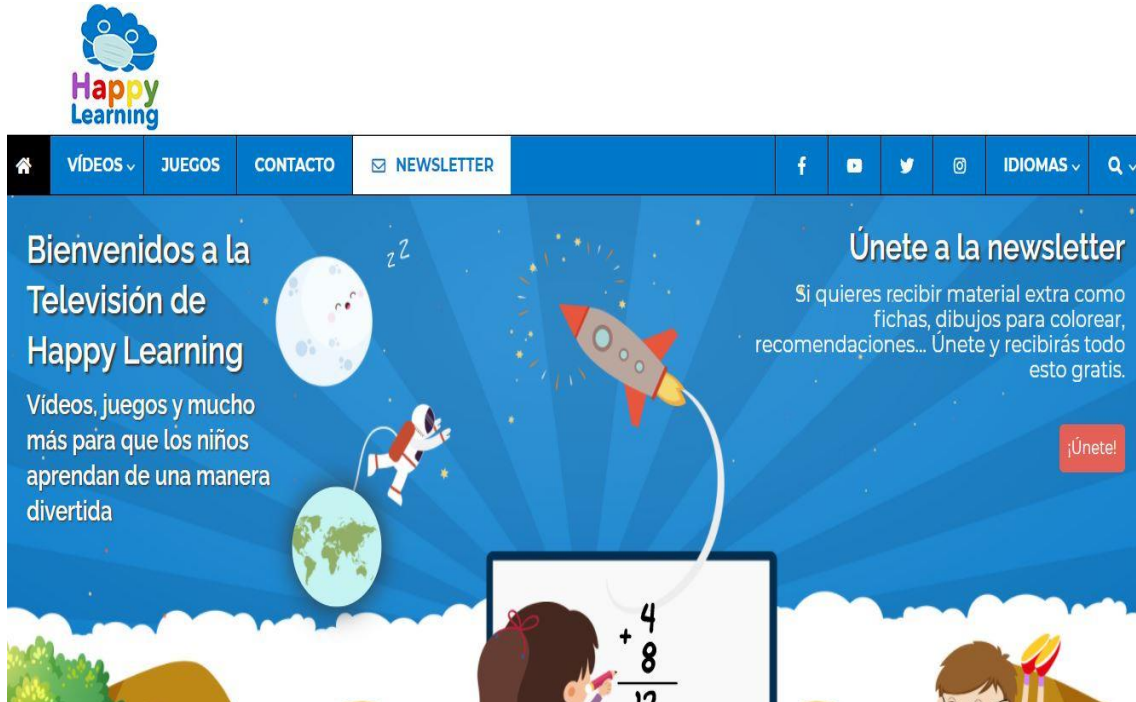 Happy
Learning
VÍDEOS
JUEGOS
CONTACTO
NEWSLETTER
IDIOMAS
Bienvenidos a la
Televisión de
Happy Learning
Vídeos, juegos y mucho
más para que los niños
aprendan de una manera
divertida
z Z
Únete a la newsletter
Si quieres recibir material extra como
fichas, dibujos para colorear,
recomendaciones... Únete y recibirás todo
esto gratis.
¡Únete!
4
+ 8
12